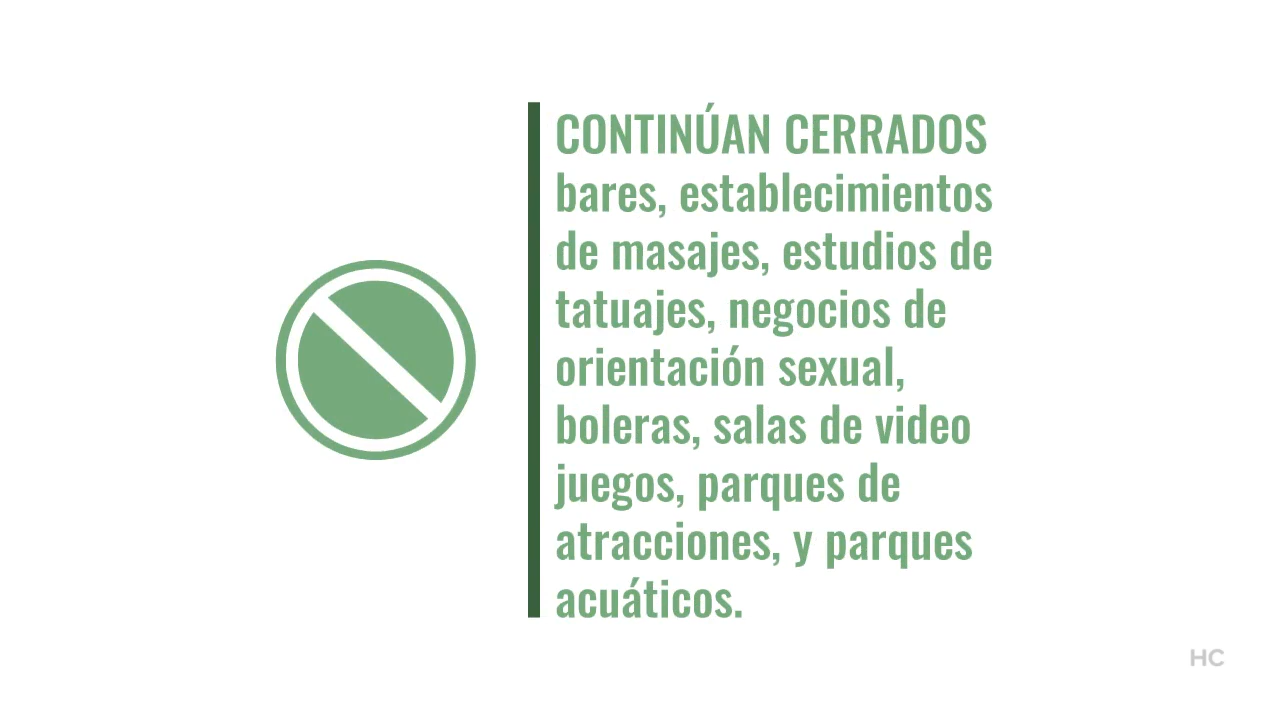 CONTINÚAN CERRADOS
bares, establecimientos
de masajes, estudios de
tatuajes, negocios de
orientación sexual,
boleras, salas de video
juegos, parques de
atracciones, y parques
acuáticos.
HC